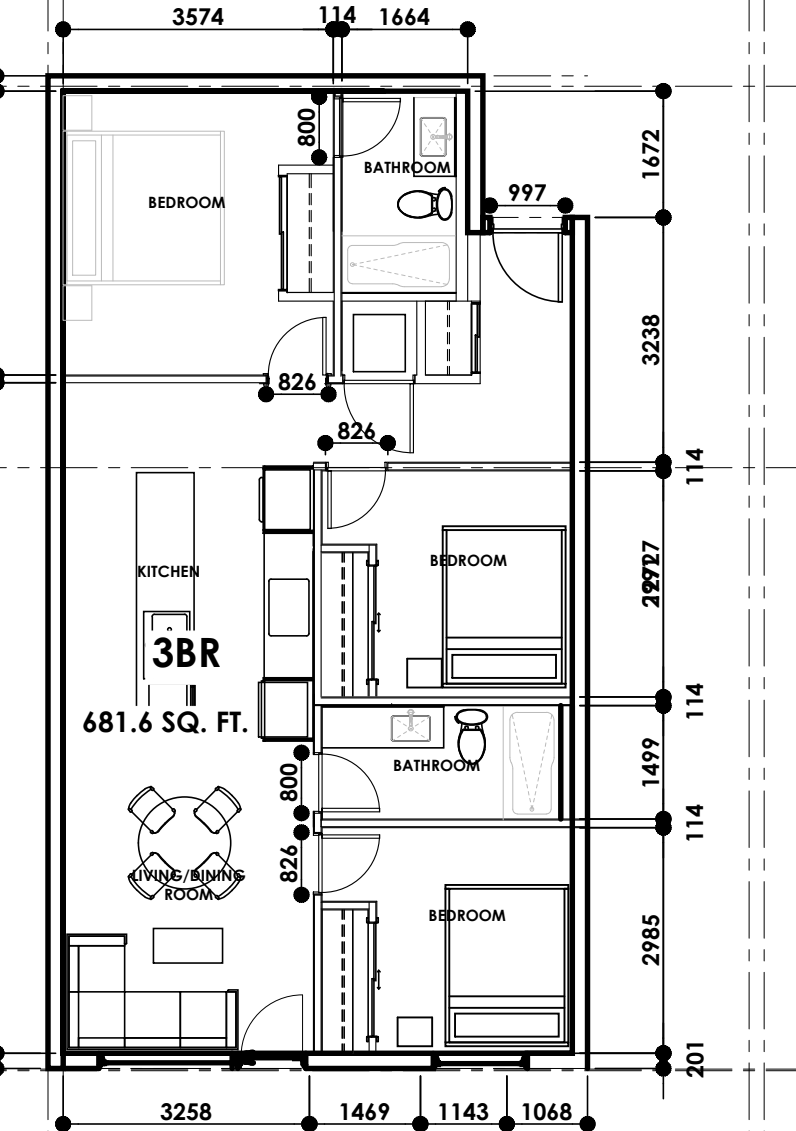 3574 114 1664
800
BATHROOM
1672
BEDROOM
997
3238
826
826
114
BEDROOM
KITCHEN
3BR
681.6 SQ. FT.
114
1499
BATHROOM
800
114
826
LIVING/DINING
ROOM
BEDROOM
2985
201
3258 1469 1143 1068